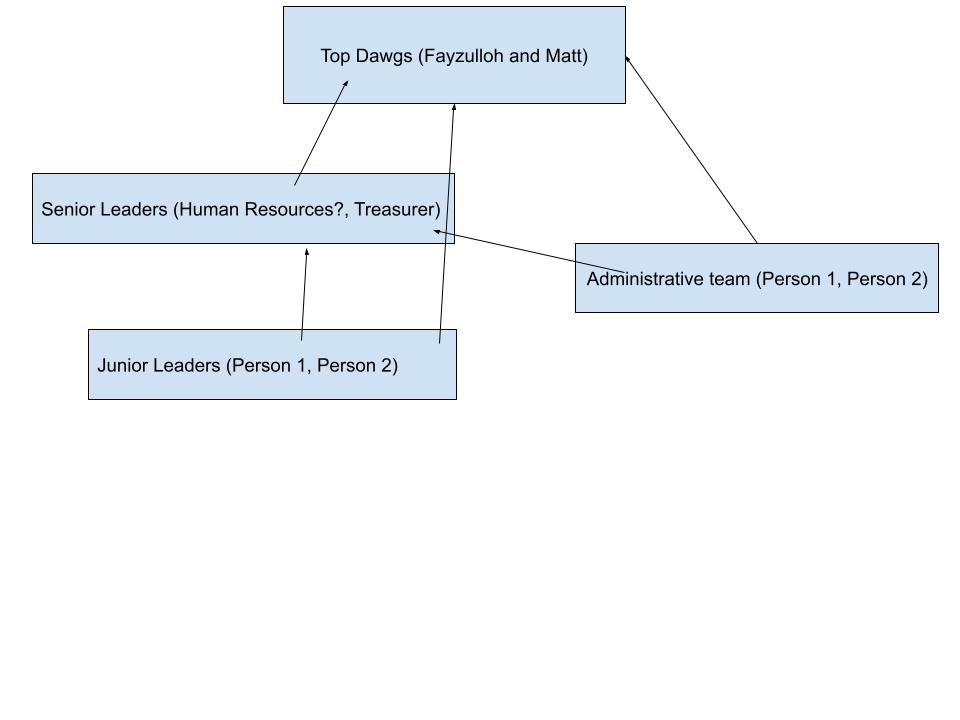 Top Dawgs (Fayzulloh and Matt)
Senior Leaders (Human Resources?, Treasurer)
Administrative team (Person 1, Person 2)
Junior Leaders (Person 1, Person 2)